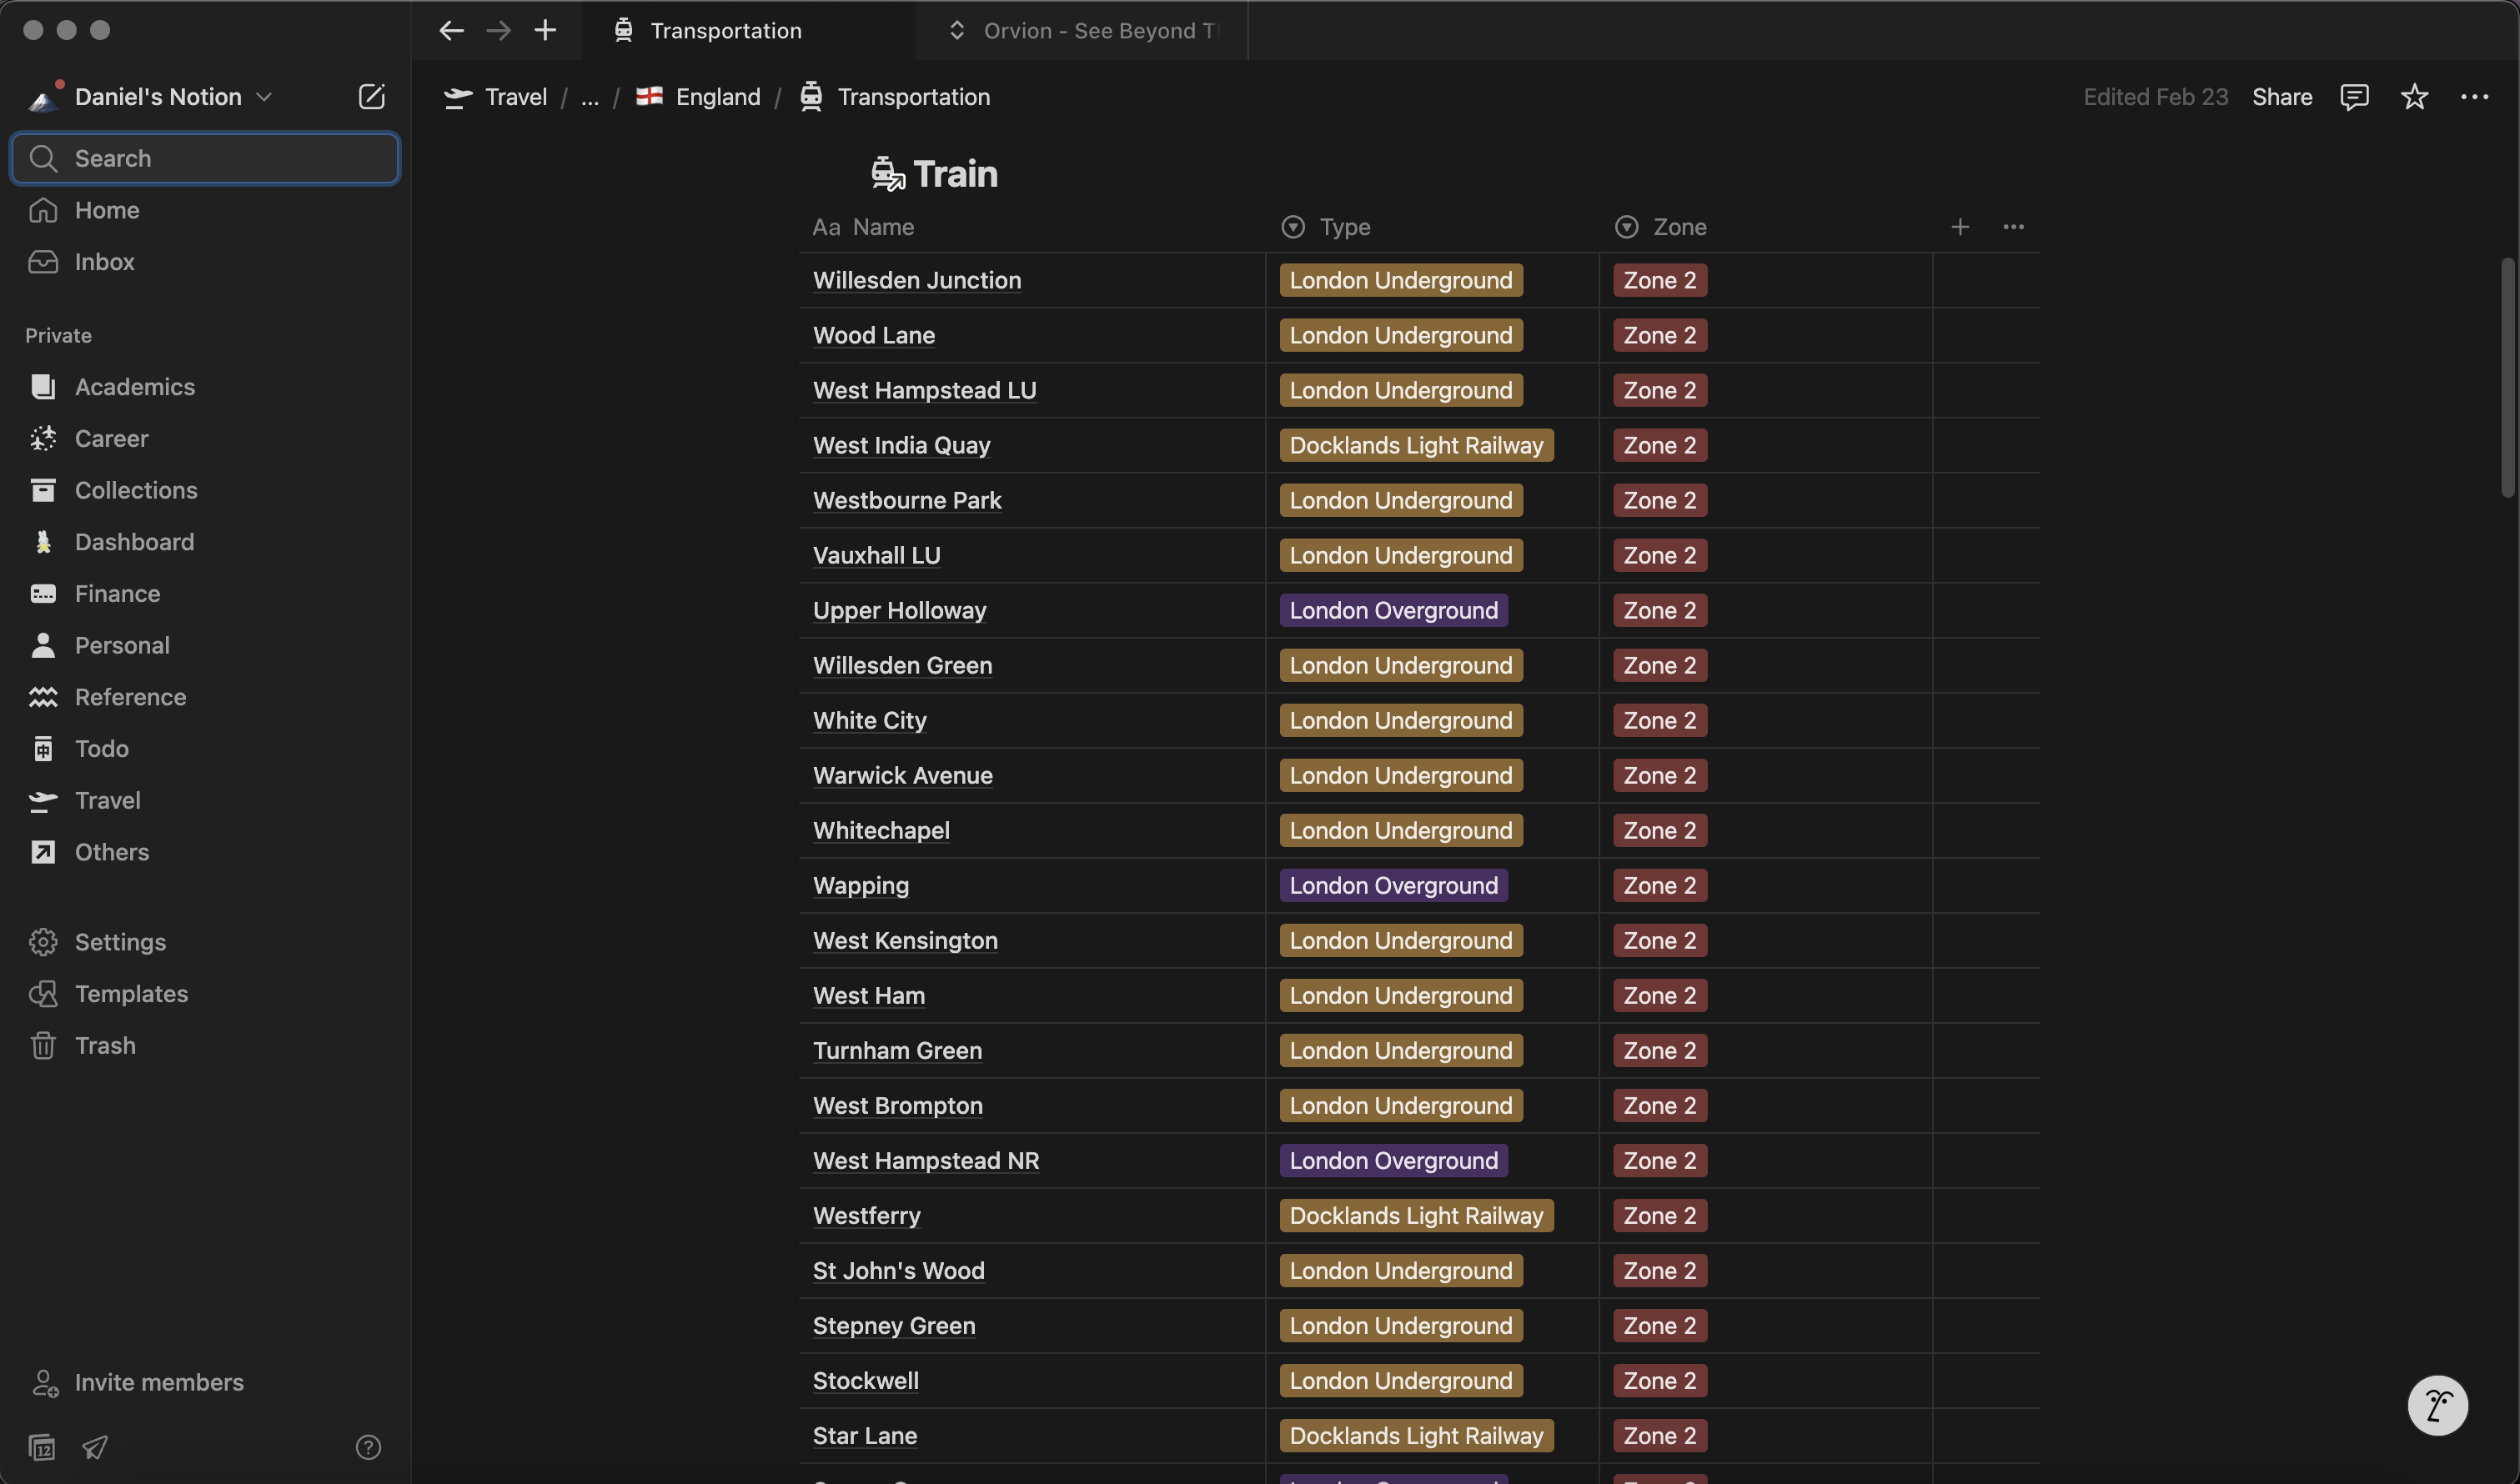 Transportation
Orvion - See Beyond T
Daniel's Notion
Search
Home
Inbox
Private
Academics
Career
Collections
Dashboard
Finance
Personal
Reference
Todo
Travel
Others
Settings
Templates
Trash
Invite members
12
Travel / ... / England / Transportation
Edited Feb 23 Share
Train
Aa Name Type Zone
Willesden Junction London Underground Zone 2
Wood Lane London Underground Zone 2
West Hampstead LU London Underground Zone 2
West India Quay Docklands Light Railway Zone 2
Westbourne Park London Underground Zone 2
Vauxhall LU London Underground Zone 2
Upper Holloway London Overground Zone 2
Willesden Green London Underground Zone 2
White City London Underground Zone 2
Warwick Avenue London Underground Zone 2
Whitechapel London Underground Zone 2
Wapping London Overground Zone 2
West Kensington London Underground Zone 2
West Ham London Underground Zone 2
Turnham Green London Underground Zone 2
West Brompton London Underground Zone 2
West Hampstead NR London Overground Zone 2
Westferry Docklands Light Railway Zone 2
St John's Wood London Underground Zone 2
Stepney Green London Underground Zone 2
Stockwell London Underground Zone 2
Star Lane Docklands Light Railway Zone 2